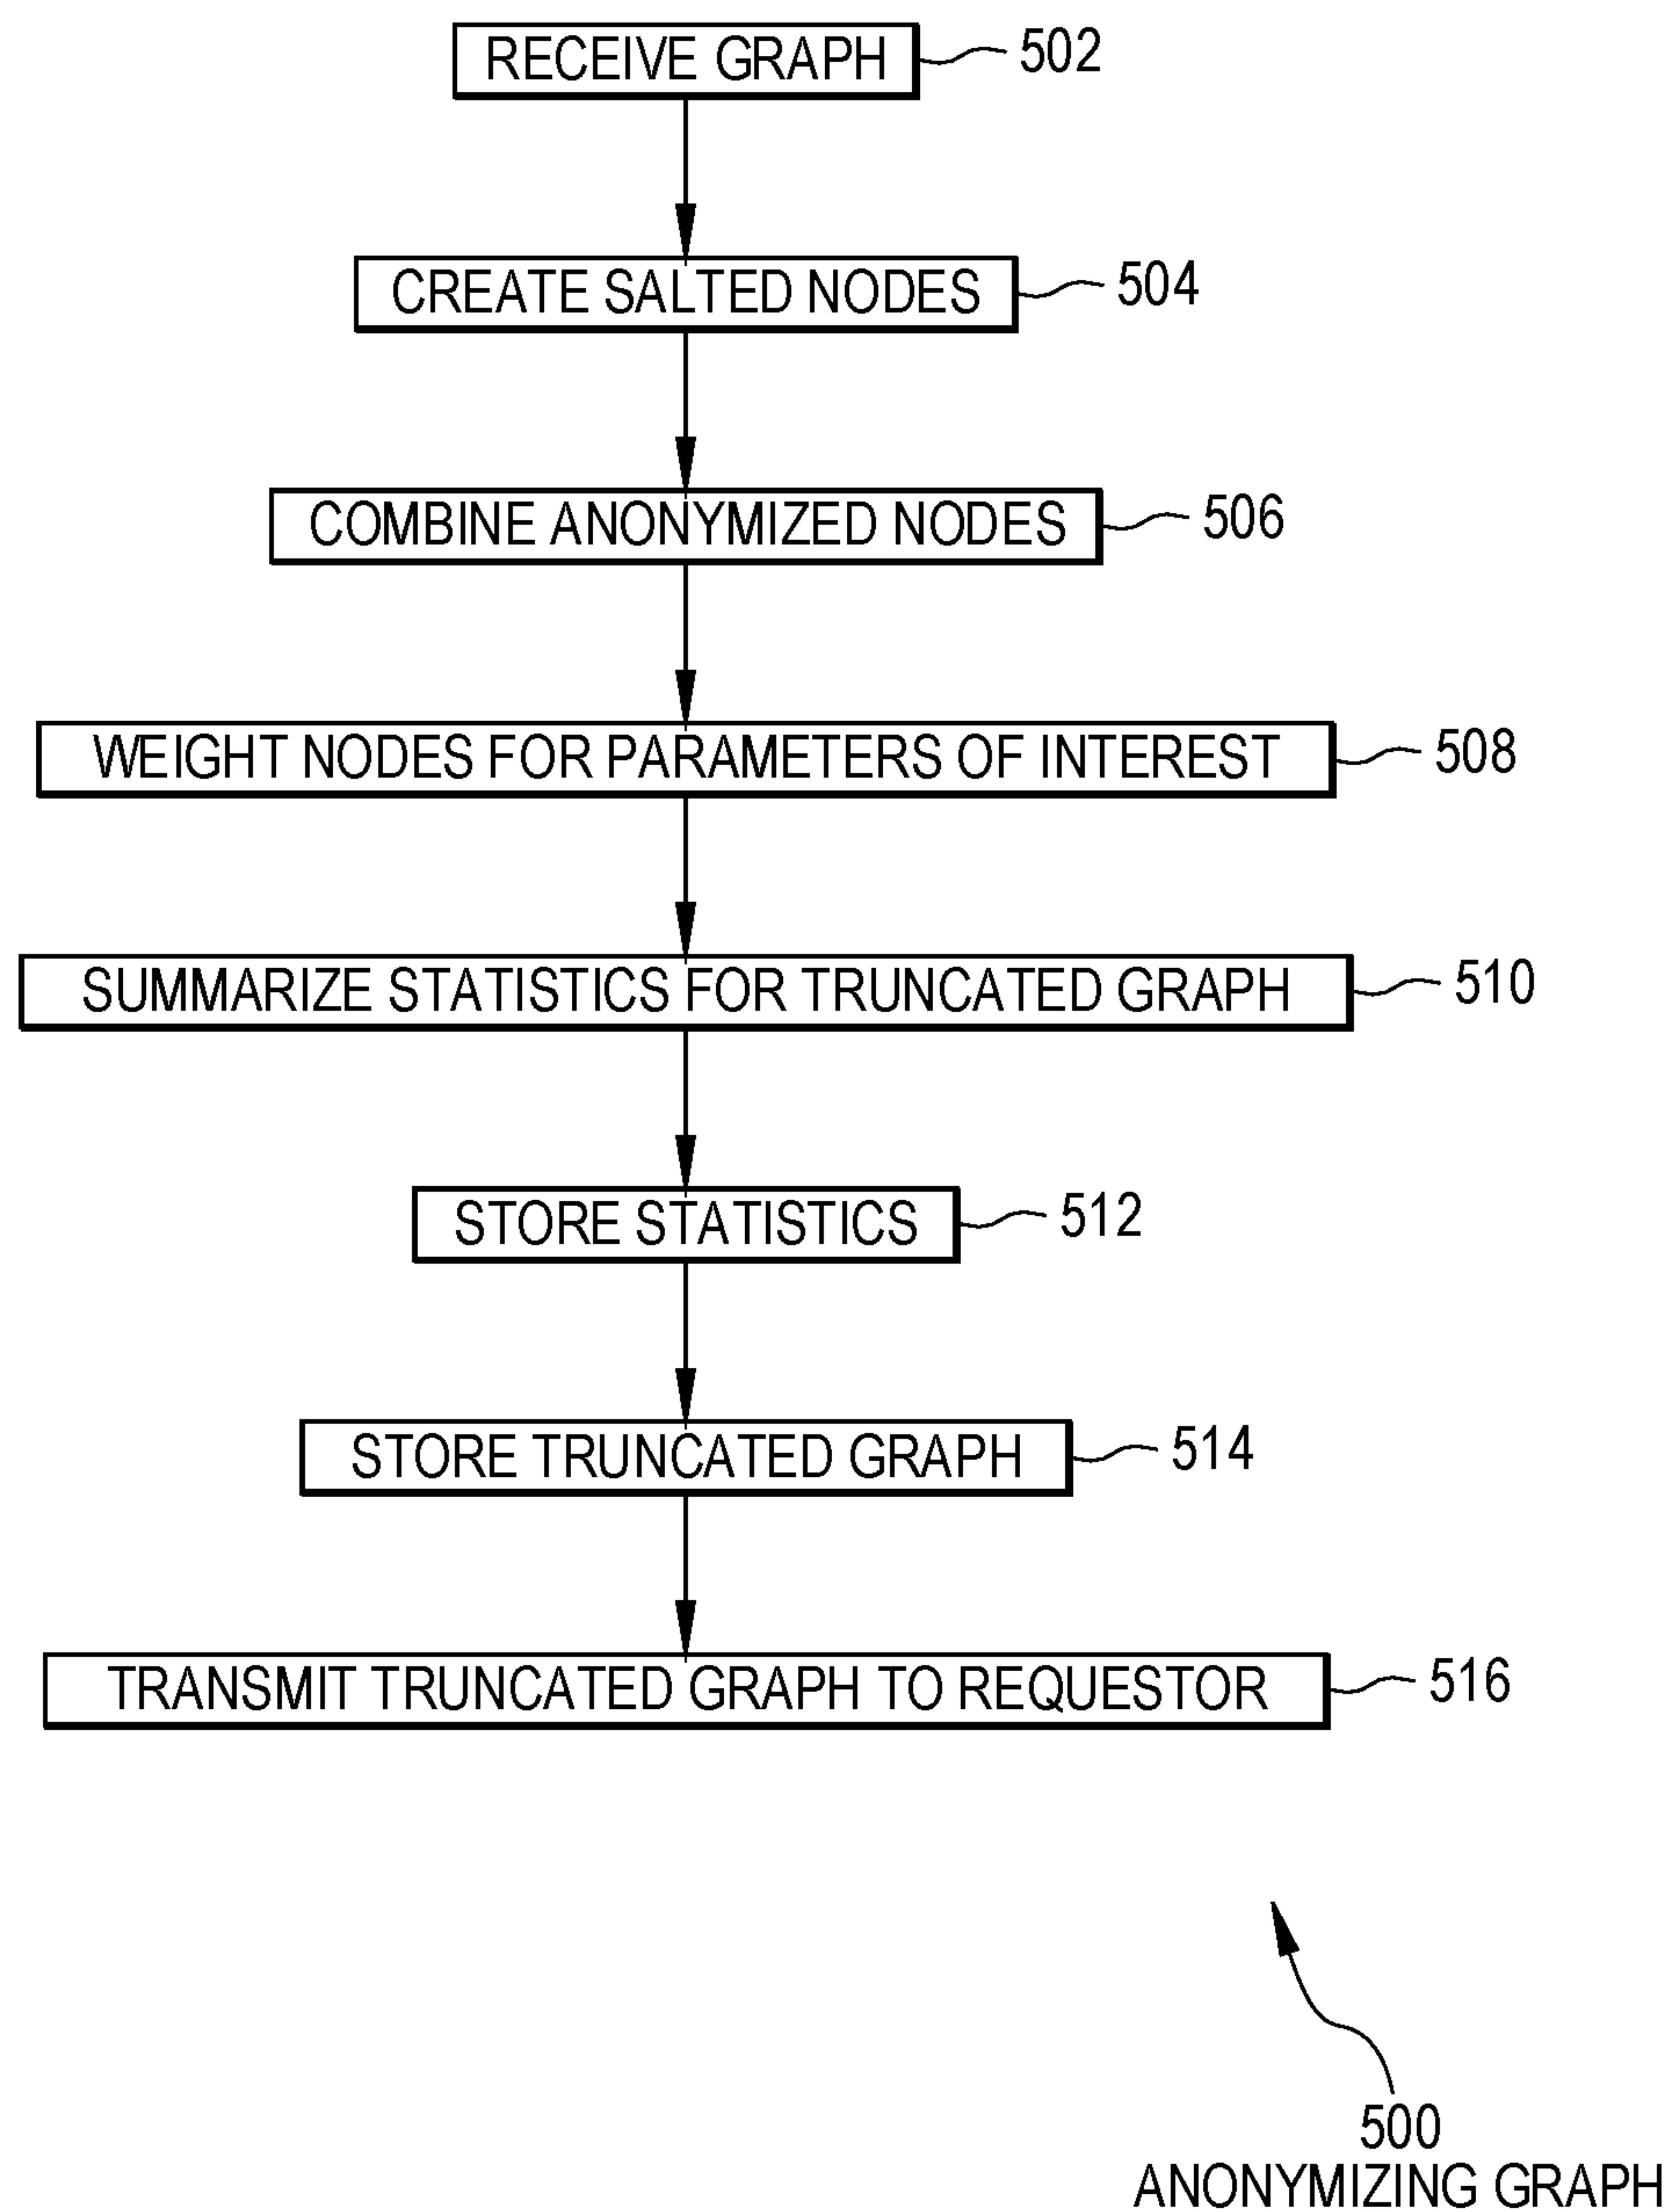 RECEIVE GRAPH 502
CREATE SALTED NODES 504
COMBINE ANONYMIZED NODES 506
WEIGHT NODES FOR PARAMETERS OF INTEREST 508
SUMMARIZE STATISTICS FOR TRUNCATED GRAPH 510
STORE STATISTICS 512
STORE TRUNCATED GRAPH 514
TRANSMIT TRUNCATED GRAPH TO REQUESTOR 516
500
ANONYMIZING GRAPH